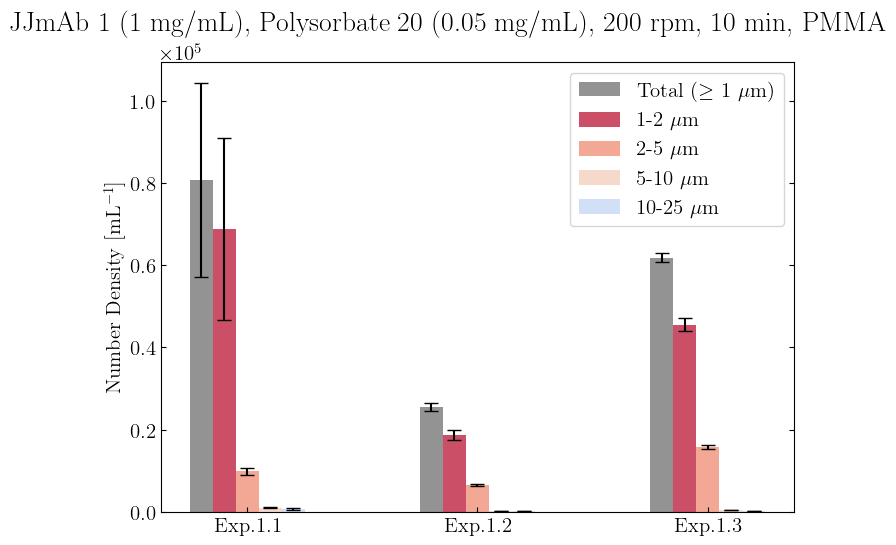 JJmAb 1 (1 mg/mL), Polysorbate 20 (0.05 mg/mL), 200 rpm, 10 min, PMMA
×10⁵
Total (≥ 1 μm)
1-2 μm
2-5 μm
5-10 μm
10-25 μm
Number Density [mL⁻¹]
1.0
0.8
0.6
0.4
0.2
0.0
Exp.1.1 Exp.1.2 Exp.1.3